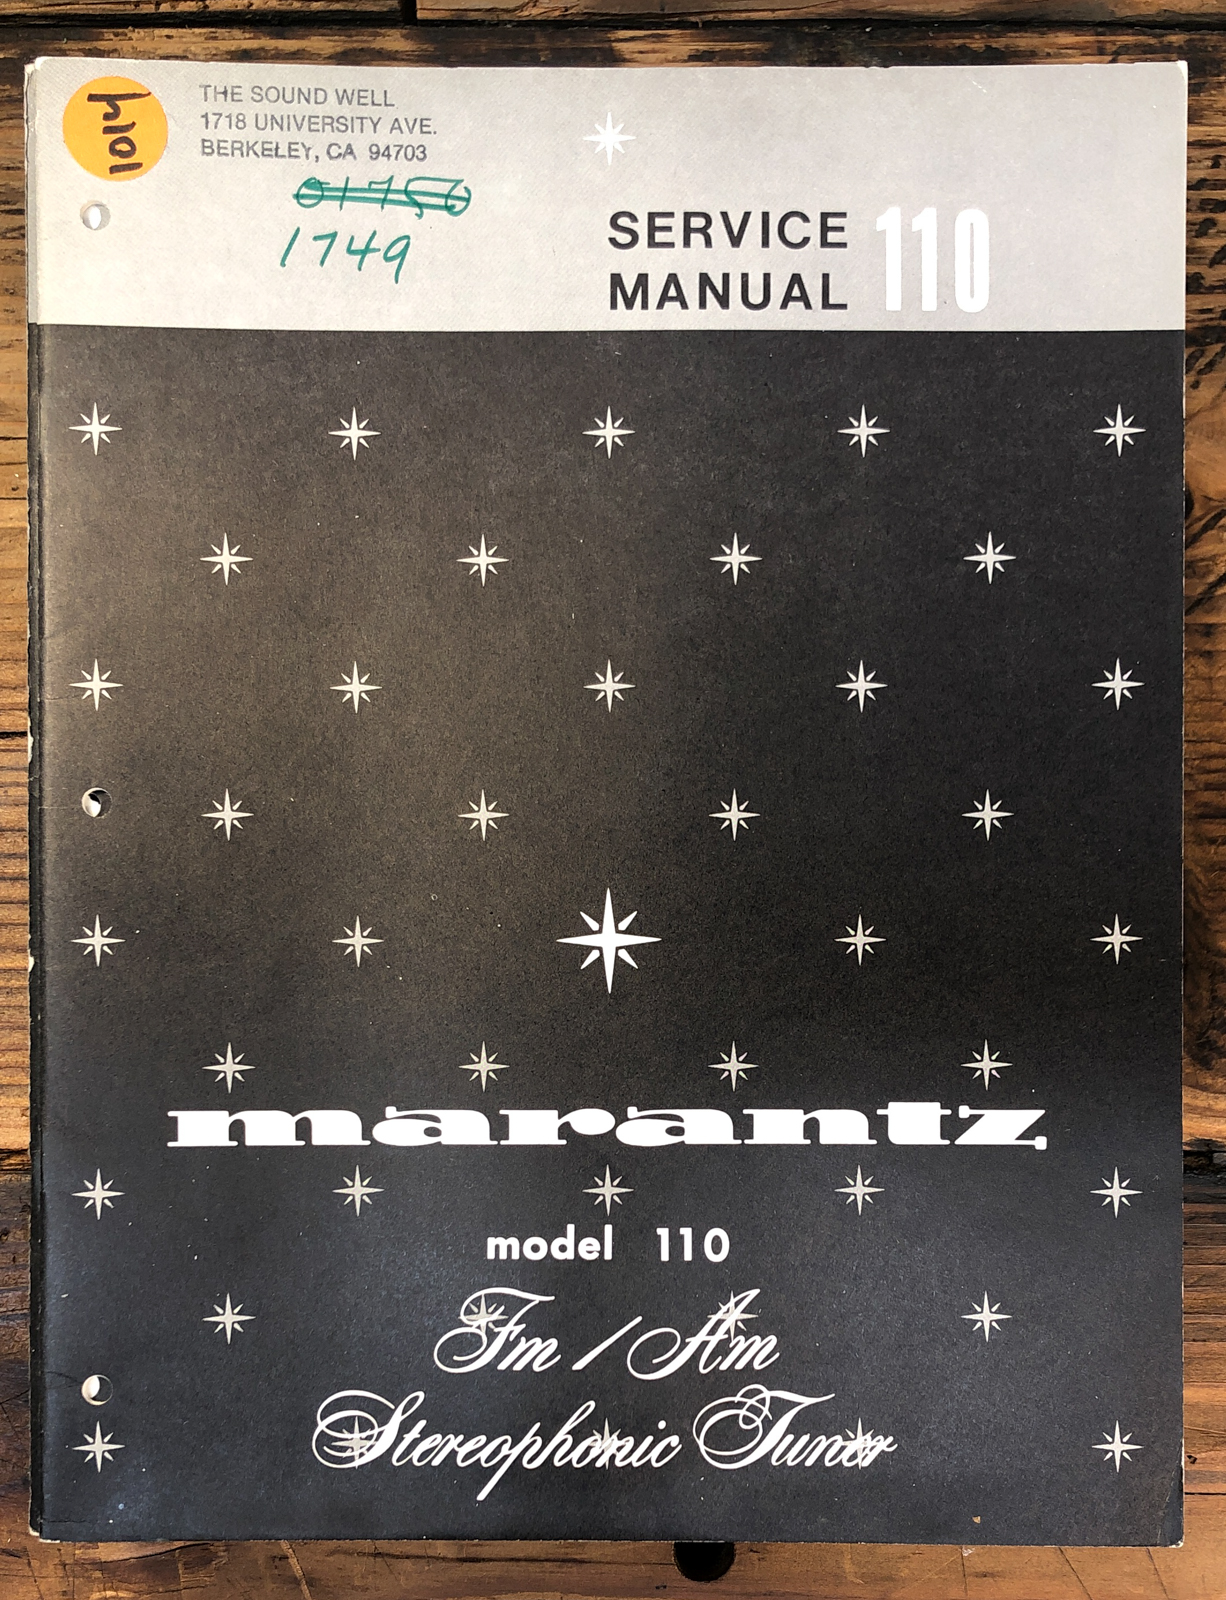 1014
THE SOUND WELL
1718 UNIVERSITY AVE.
BERKELEY, CA 94703
01756
1749
SERVICE
MANUAL 110
marantz
model 110
Fm / Am
Stereophonic Tuner